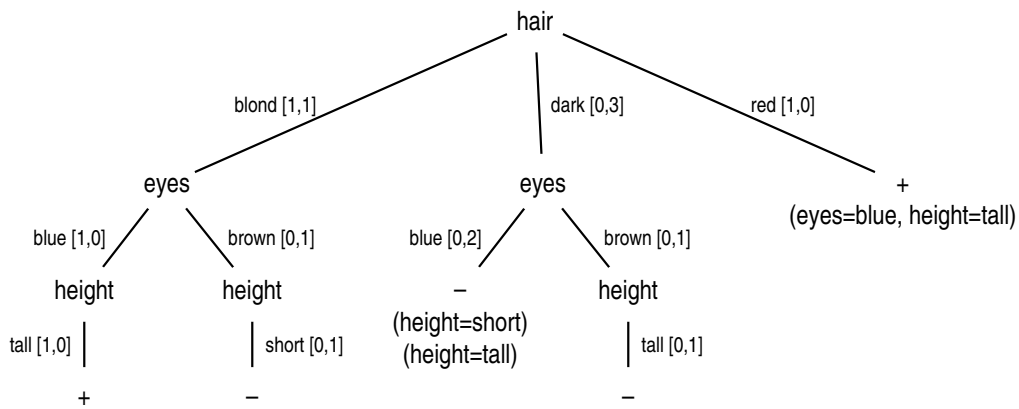 hair
blond [1,1]
dark [0,3]
red [1,0]
eyes
eyes
+
(eyes=blue, height=tall)
blue [1,0]
brown [0,1]
blue [0,2]
brown [0,1]
height
height
–
(height=short)
(height=tall)
height
tall [1,0]
short [0,1]
tall [0,1]
+
–
–